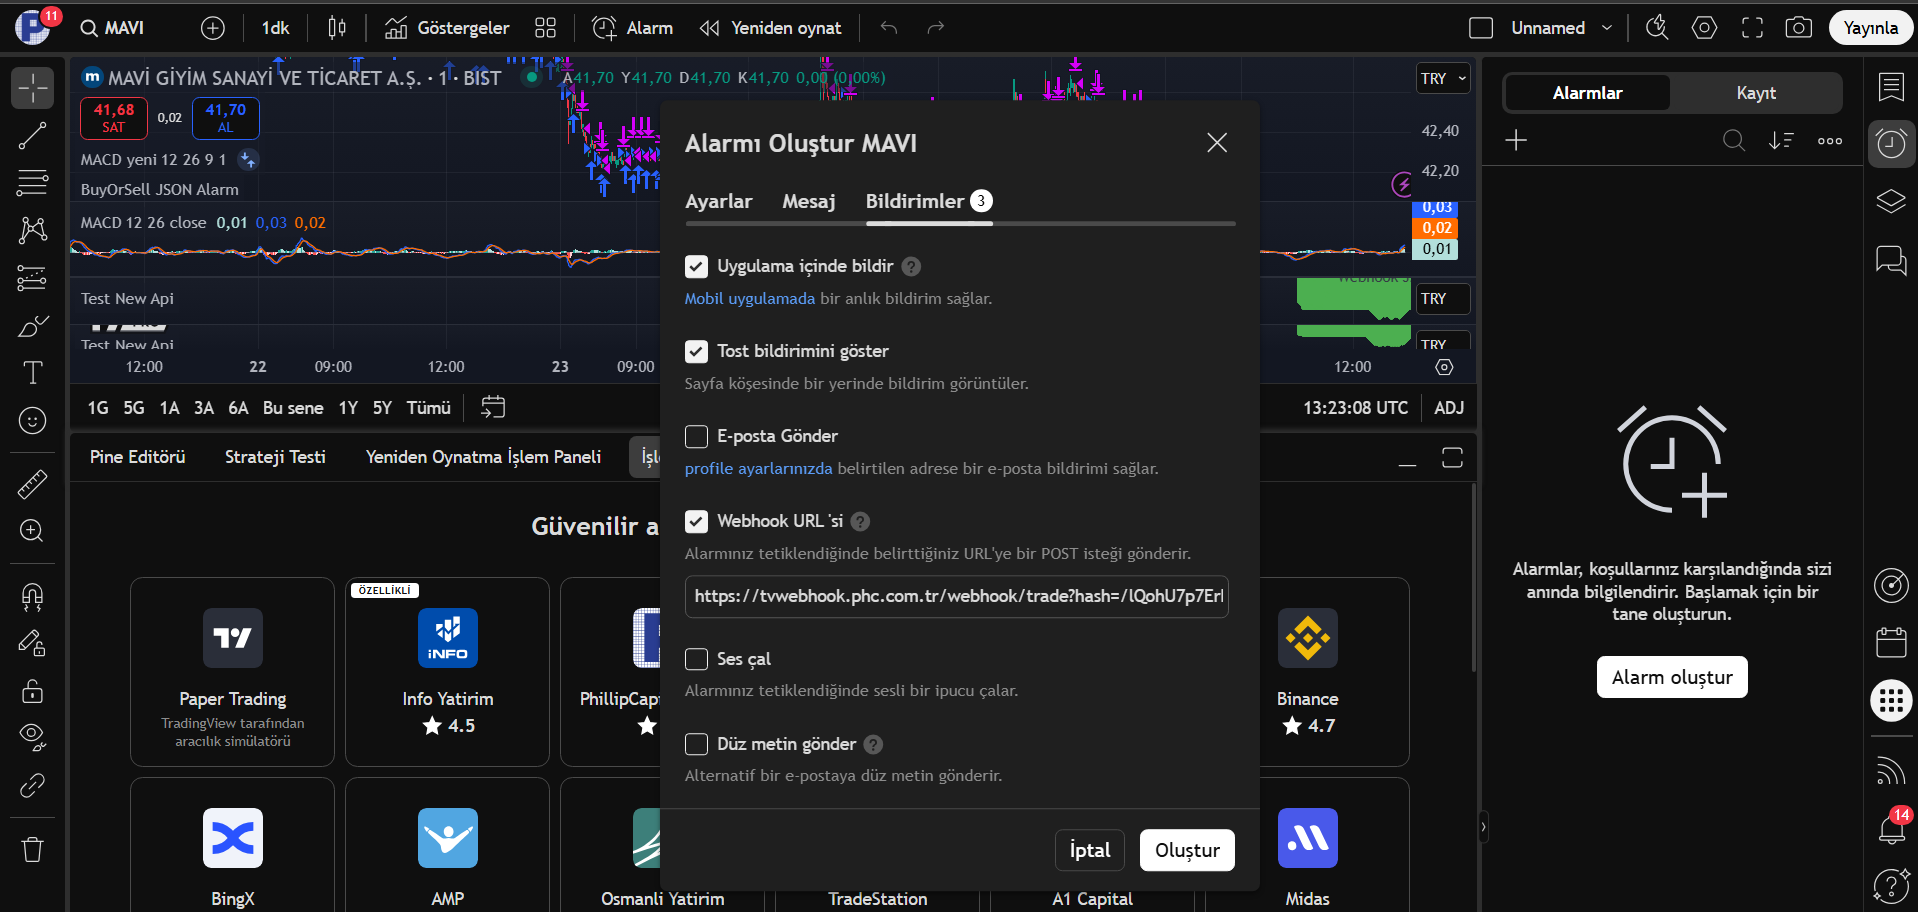 11
MAVI
1dk
Göstergeler
Alarm
Yeniden oynat
Unnamed
Yayınla
m MAVİ GİYİM SANAYİ VE TİCARET A.Ş. · 1 · BIST
A41,70 Y41,70 D41,70 K41,70 0,00 (0,00%)
TRY
41,68
SAT
0,02
41,70
AL
MACD yeni 12 26 9 1
BuyOrSell JSON Alarm
MACD 12 26 close 0,01 0,03 0,02
42,40
42,20
0,03
0,02
0,01
Test New Api
TRY
Test New Api
TRY
12:00
22
09:00
12:00
23
09:00
12:00
1G
5G
1A
3A
6A
Bu sene
1Y
5Y
Tümü
13:23:08 UTC
ADJ
Pine Editörü
Strateji Testi
Yeniden Oynatma İşlem Paneli
Güvenilir a
Paper Trading
TradingView tarafından
aracılık simülatörü
ÖZELLİKLİ
iNFO
Info Yatirim
4.5
PhillipCapi
Binance
4.7
BingX
AMP
Osmanli Yatirim
TradeStation
A1 Capital
Midas
Alarmı Oluştur MAVI
Ayarlar
Mesaj
Bildirimler 3
Uygulama içinde bildir ?
Mobil uygulamada bir anlık bildirim sağlar.
Tost bildirimini göster
Sayfa köşesinde bir yerinde bildirim görüntüler.
E-posta Gönder
profile ayarlarınızda belirtilen adrese bir e-posta bildirimi sağlar.
Webhook URL 'si ?
Alarmınız tetiklendiğinde belirttiğiniz URL'ye bir POST isteği gönderir.
https://tvwebhook.phc.com.tr/webhook/trade?hash=/lQohU7p7Erl
Ses çal
Alarmınız tetiklendiğinde sesli bir ipucu çalar.
Düz metin gönder ?
Alternatif bir e-postaya düz metin gönderir.
İptal
Oluştur
Alarmlar
Kayıt
Alarmlar, koşullarınız karşılandığında sizi
anında bilgilendirir. Başlamak için bir
tane oluşturun.
Alarm oluştur
14